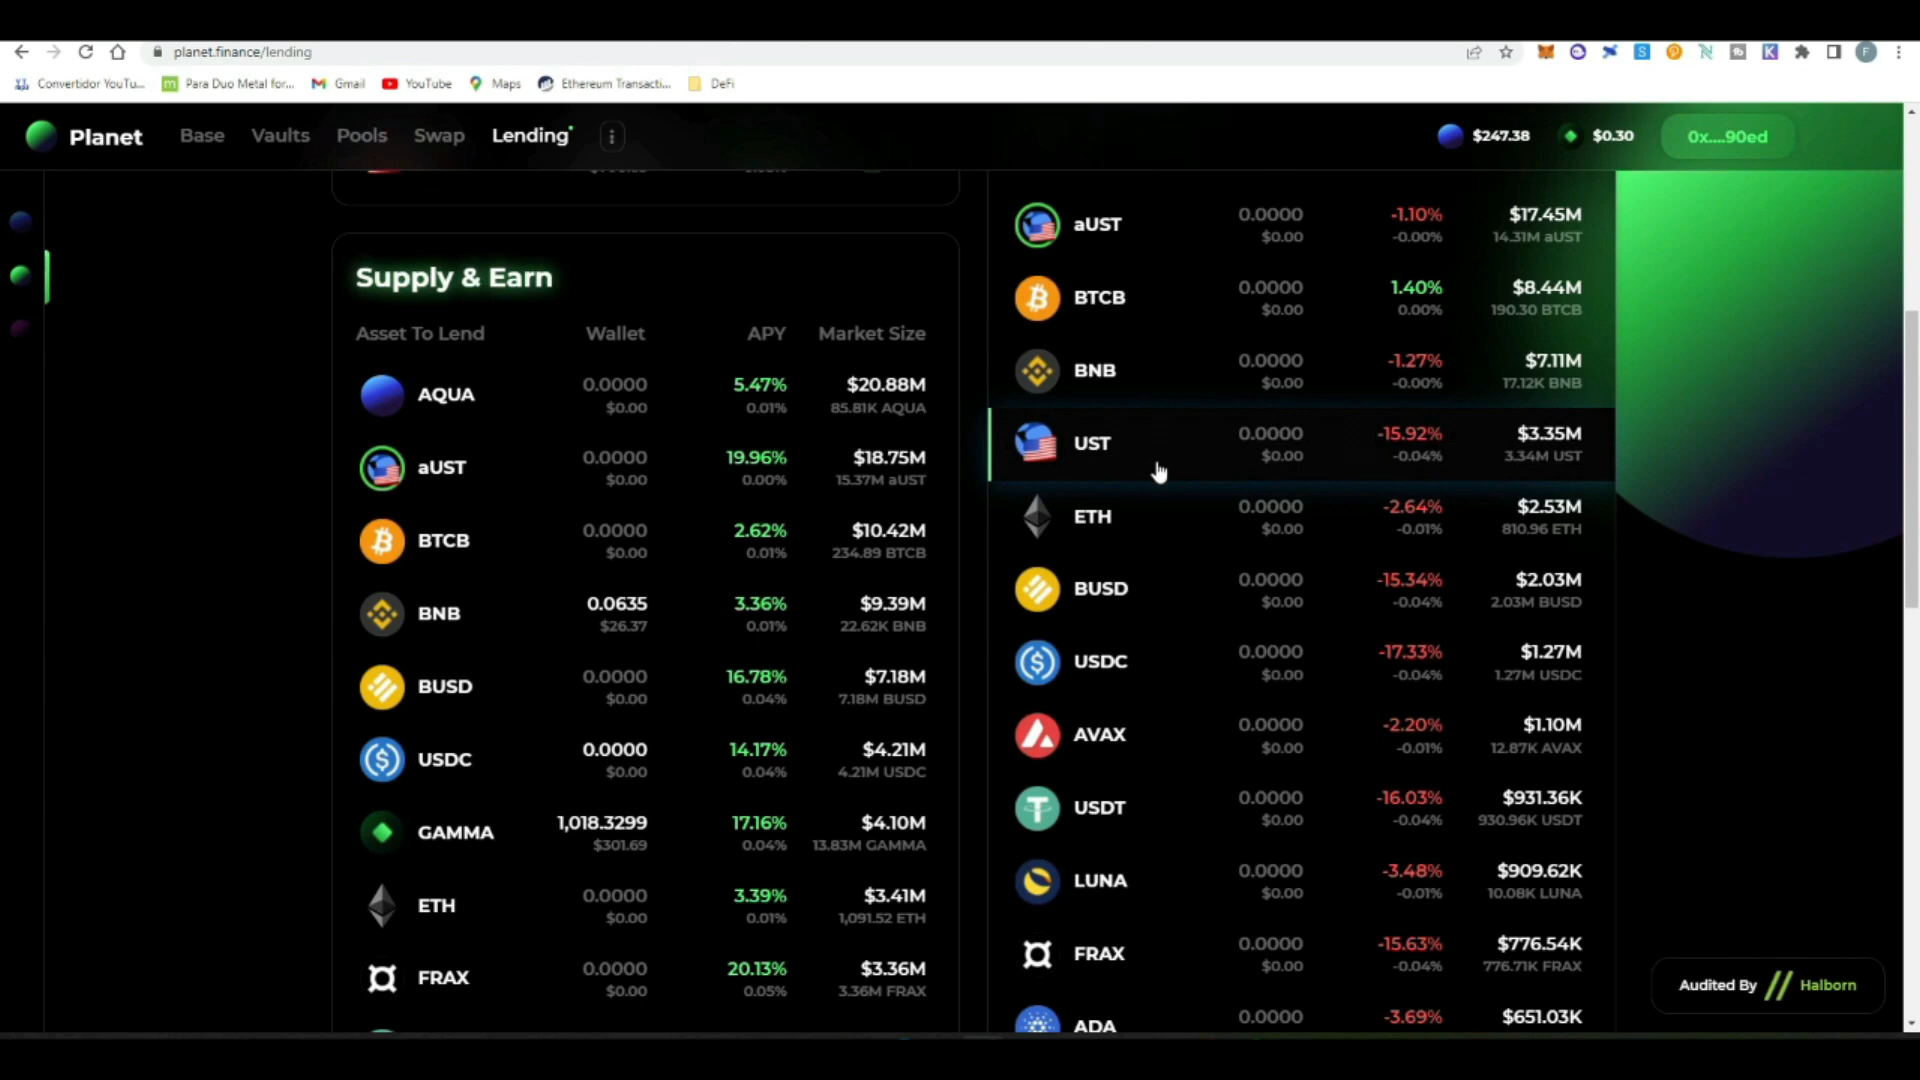 planet.finance/lending
Convertidor YouTu...
Para Duo Metal for...
Gmail
YouTube
Maps
Ethereum Transacti...
DeFi
Planet
Base
Vaults
Pools
Swap
Lending
$247.38
$0.30
0x....90ed
Supply & Earn
Asset To Lend Wallet APY Market Size
AQUA 0.0000 5.47% $20.88M
$0.00 0.01% 85.81K AQUA
aUST 0.0000 19.96% $18.75M
$0.00 0.00% 15.37M aUST
BTCB 0.0000 2.62% $10.42M
$0.00 0.01% 234.89 BTCB
BNB 0.0635 3.36% $9.39M
$26.37 0.01% 22.62K BNB
BUSD 0.0000 16.78% $7.18M
$0.00 0.04% 7.18M BUSD
USDC 0.0000 14.17% $4.21M
$0.00 0.04% 4.21M USDC
GAMMA 1,018.3299 17.16% $4.10M
$301.69 0.04% 13.83M GAMMA
ETH 0.0000 3.39% $3.41M
$0.00 0.01% 1,091.52 ETH
FRAX 0.0000 20.13% $3.36M
$0.00 0.05% 3.36M FRAX
aUST 0.0000 -1.10% $17.45M
$0.00 -0.00% 14.31M aUST
BTCB 0.0000 1.40% $8.44M
$0.00 0.00% 190.30 BTCB
BNB 0.0000 -1.27% $7.11M
$0.00 -0.00% 17.12K BNB
UST 0.0000 -15.92% $3.35M
$0.00 -0.04% 3.34M UST
ETH 0.0000 -2.64% $2.53M
$0.00 -0.01% 810.96 ETH
BUSD 0.0000 -15.34% $2.03M
$0.00 -0.04% 2.03M BUSD
USDC 0.0000 -17.33% $1.27M
$0.00 -0.04% 1.27M USDC
AVAX 0.0000 -2.20% $1.10M
$0.00 -0.01% 12.87K AVAX
USDT 0.0000 -16.03% $931.36K
$0.00 -0.04% 930.96K USDT
LUNA 0.0000 -3.48% $909.62K
$0.00 -0.01% 10.08K LUNA
FRAX 0.0000 -15.63% $776.54K
$0.00 -0.04% 776.71K FRAX
ADA 0.0000 -3.69% $651.03K
Audited By Halborn